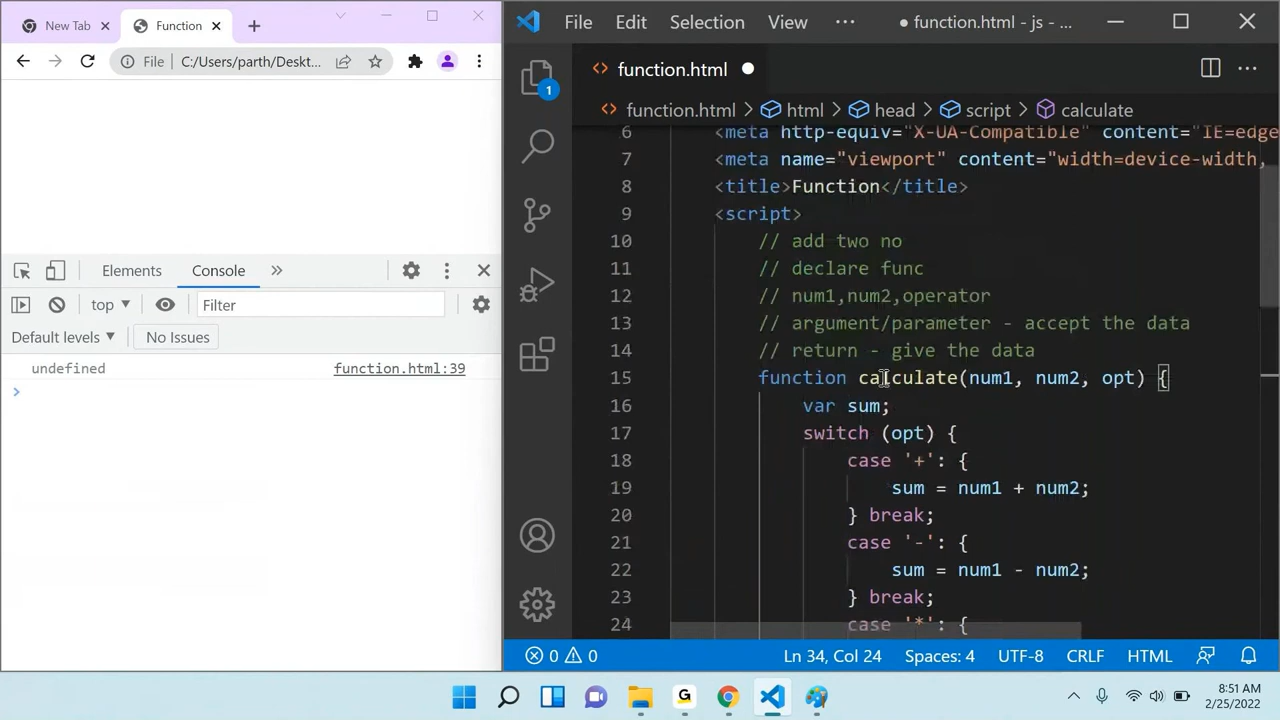 New Tab
Function
File
C:/Users/parth/Deskt...
Elements
Console
top
Filter
Default levels
No Issues
undefined
function.html:39
File Edit Selection View ··· ● function.html - js - ...
function.html
function.html > html > head > script > calculate
1
6 <meta http-equiv="X-UA-Compatible" content="IE=edge
7 <meta name="viewport" content="width=device-width,
8 <title>Function</title>
9 <script>
10 // add two no
11 // declare func
12 // num1,num2,operator
13 // argument/parameter - accept the data
14 // return - give the data
15 function calculate(num1, num2, opt) {
16 var sum;
17 switch (opt) {
18 case '+': {
19 sum = num1 + num2;
20 } break;
21 case '-': {
22 sum = num1 - num2;
23 } break;
24 case '*': {
0 0 Ln 34, Col 24 Spaces: 4 UTF-8 CRLF HTML
G
8:51 AM
2/25/2022